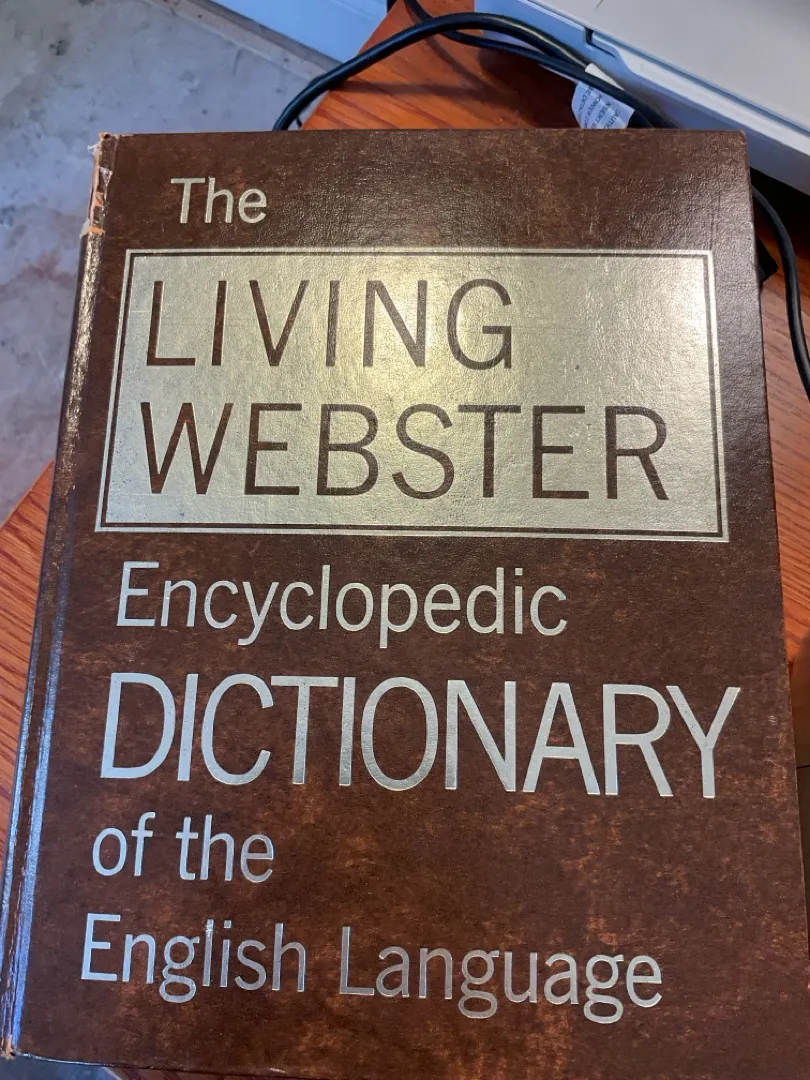 The
LIVING
WEBSTER
Encyclopedic
DICTIONARY
of the
English Language